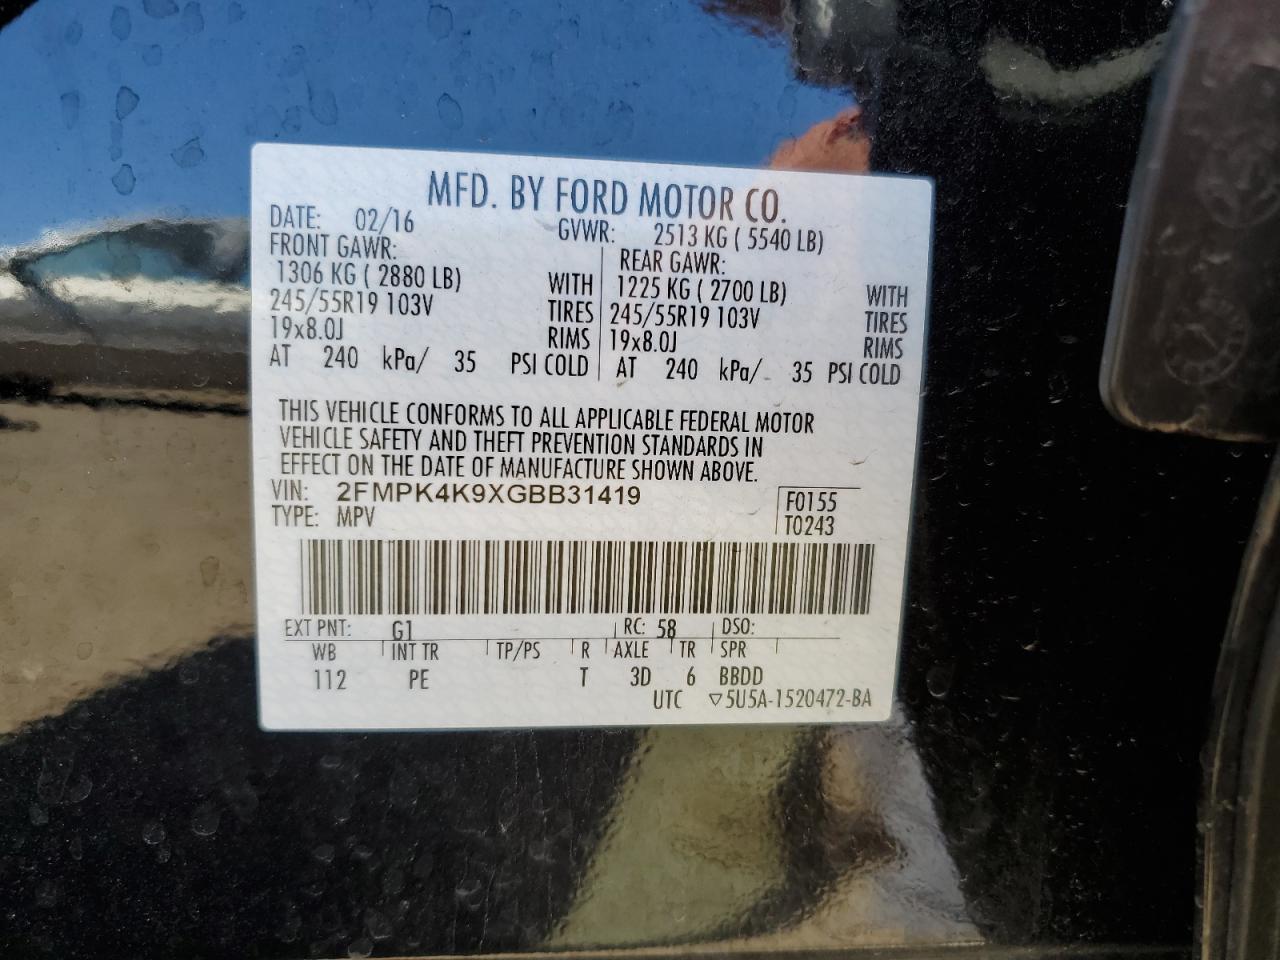 MFD. BY FORD MOTOR CO.
DATE: 02/16 GVWR: 2513 KG ( 5540 LB)
FRONT GAWR: REAR GAWR:
1306 KG ( 2880 LB) WITH 1225 KG ( 2700 LB) WITH
245/55R19 103V TIRES 245/55R19 103V TIRES
19x8.0J RIMS 19x8.0J RIMS
AT 240 kPa/ 35 PSI COLD AT 240 kPa/ 35 PSI COLD
THIS VEHICLE CONFORMS TO ALL APPLICABLE FEDERAL MOTOR
VEHICLE SAFETY AND THEFT PREVENTION STANDARDS IN
EFFECT ON THE DATE OF MANUFACTURE SHOWN ABOVE.
VIN: 2FMPK4K9XGBB31419 F0155
TYPE: MPV T0243
EXT PNT: G1 RC: 58 DSO:
WB INT TR TP/PS R AXLE TR SPR
112 PE T 3D 6 BBDD
UTC ▽5U5A-1520472-BA